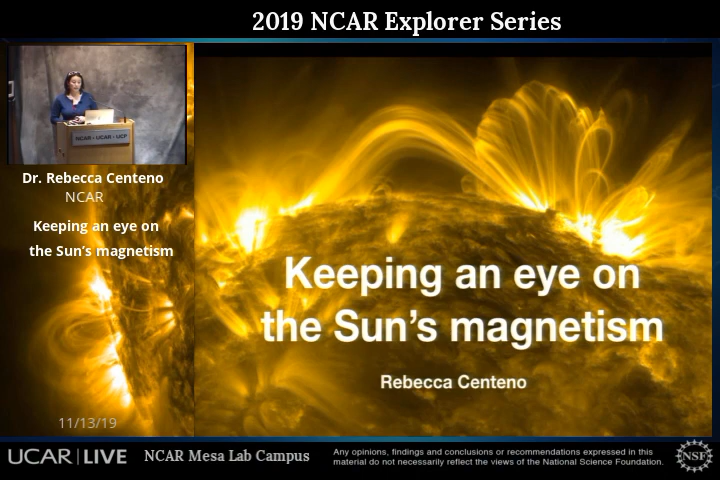 2019 NCAR Explorer Series
NCAR • UCAR • UCP
Dr. Rebecca Centeno
NCAR
Keeping an eye on
the Sun's magnetism
11/13/19
Keeping an eye on
the Sun's magnetism
Rebecca Centeno
UCAR | LIVE
NCAR Mesa Lab Campus
Any opinions, findings and conclusions or recommendations expressed in this
material do not necessarily reflect the views of the National Science Foundation.
NSF